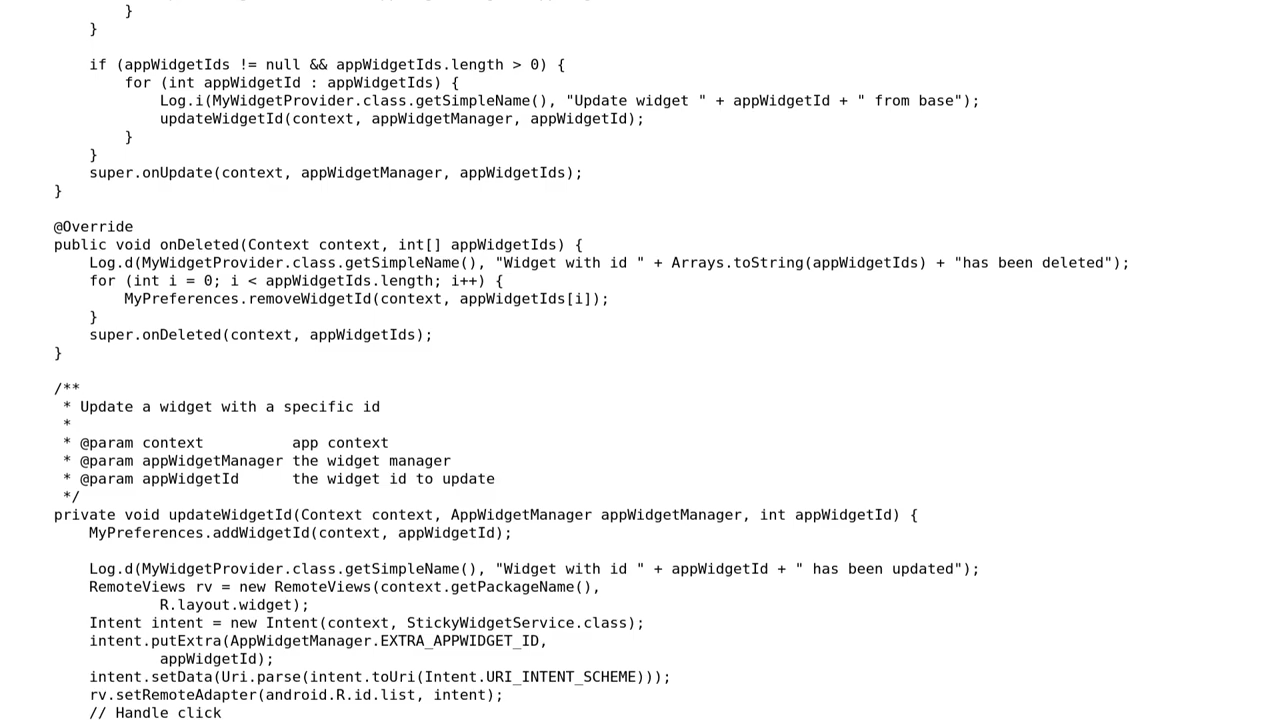 }
}
if (appWidgetIds != null && appWidgetIds.length > 0) {
for (int appWidgetId : appWidgetIds) {
Log.i(MyWidgetProvider.class.getSimpleName(), "Update widget " + appWidgetId + " from base");
updateWidgetId(context, appWidgetManager, appWidgetId);
}
}
super.onUpdate(context, appWidgetManager, appWidgetIds);
}
@Override
public void onDeleted(Context context, int[] appWidgetIds) {
Log.d(MyWidgetProvider.class.getSimpleName(), "Widget with id " + Arrays.toString(appWidgetIds) + "has been deleted");
for (int i = 0; i < appWidgetIds.length; i++) {
MyPreferences.removeWidgetId(context, appWidgetIds[i]);
}
super.onDeleted(context, appWidgetIds);
}
/**
* Update a widget with a specific id
*
* @param context          app context
* @param appWidgetManager the widget manager
* @param appWidgetId      the widget id to update
*/
private void updateWidgetId(Context context, AppWidgetManager appWidgetManager, int appWidgetId) {
MyPreferences.addWidgetId(context, appWidgetId);
Log.d(MyWidgetProvider.class.getSimpleName(), "Widget with id " + appWidgetId + " has been updated");
RemoteViews rv = new RemoteViews(context.getPackageName(),
R.layout.widget);
Intent intent = new Intent(context, StickyWidgetService.class);
intent.putExtra(AppWidgetManager.EXTRA_APPWIDGET_ID,
appWidgetId);
intent.setData(Uri.parse(intent.toUri(Intent.URI_INTENT_SCHEME)));
rv.setRemoteAdapter(android.R.id.list, intent);
// Handle click